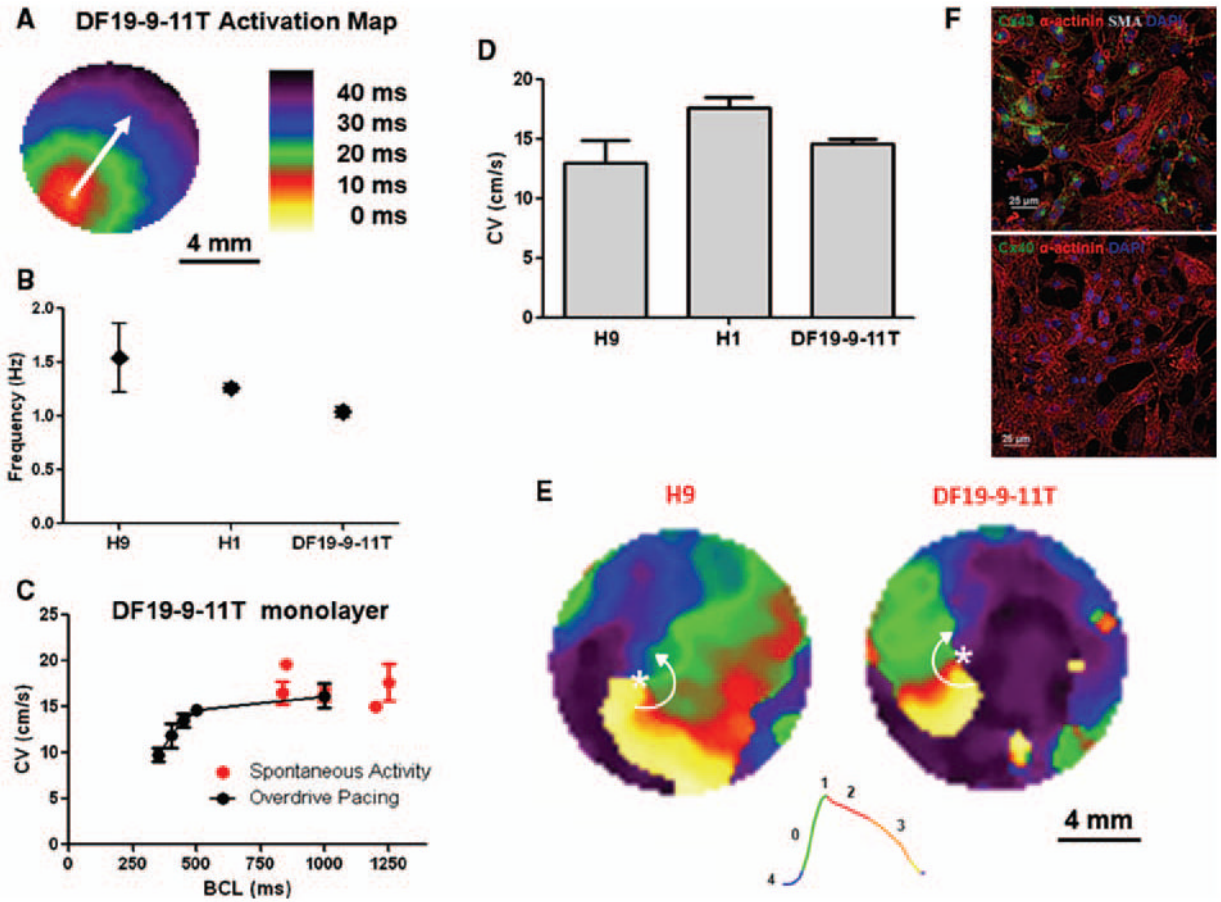 A
DF19-9-11T Activation Map
40 ms
30 ms
20 ms
10 ms
0 ms
4 mm
B
Frequency (Hz)
2.0
1.5
1.0
0.5
0.0
H9 H1 DF19-9-11T
C
DF19-9-11T monolayer
CV (cm/s)
25
20
15
10
5
0
Spontaneous Activity
Overdrive Pacing
0 250 500 750 1000 1250
BCL (ms)
D
CV (cm/s)
20
15
10
5
0
H9 H1 DF19-9-11T
E
H9
DF19-9-11T
*
*
1
2
0
3
4
4 mm
F
Cx43 α-actinin SMA DAPI
25 µm
Cx40 α-actinin DAPI
25 µm